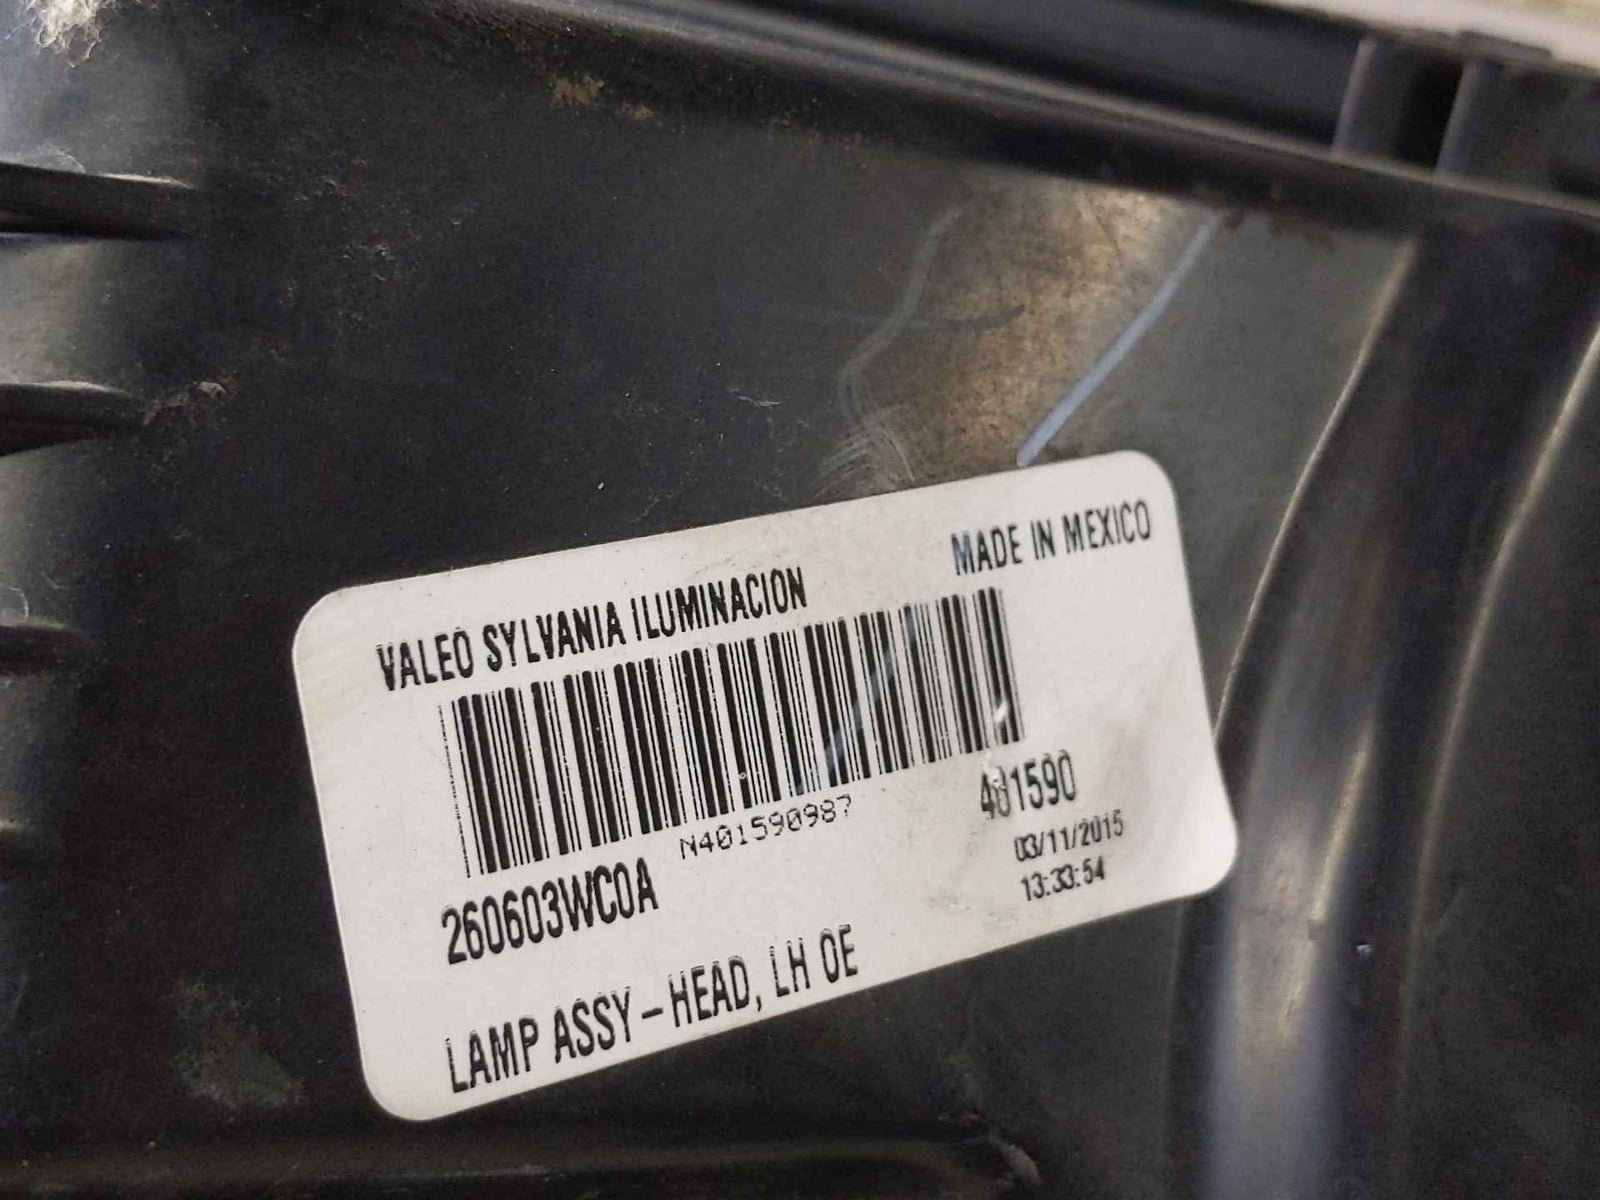 VALEO SYLVANIA ILUMINACION
MADE IN MEXICO
N401590987
401590
260603WC0A
03/11/2015
13:33:54
LAMP ASSY-HEAD, LH OE